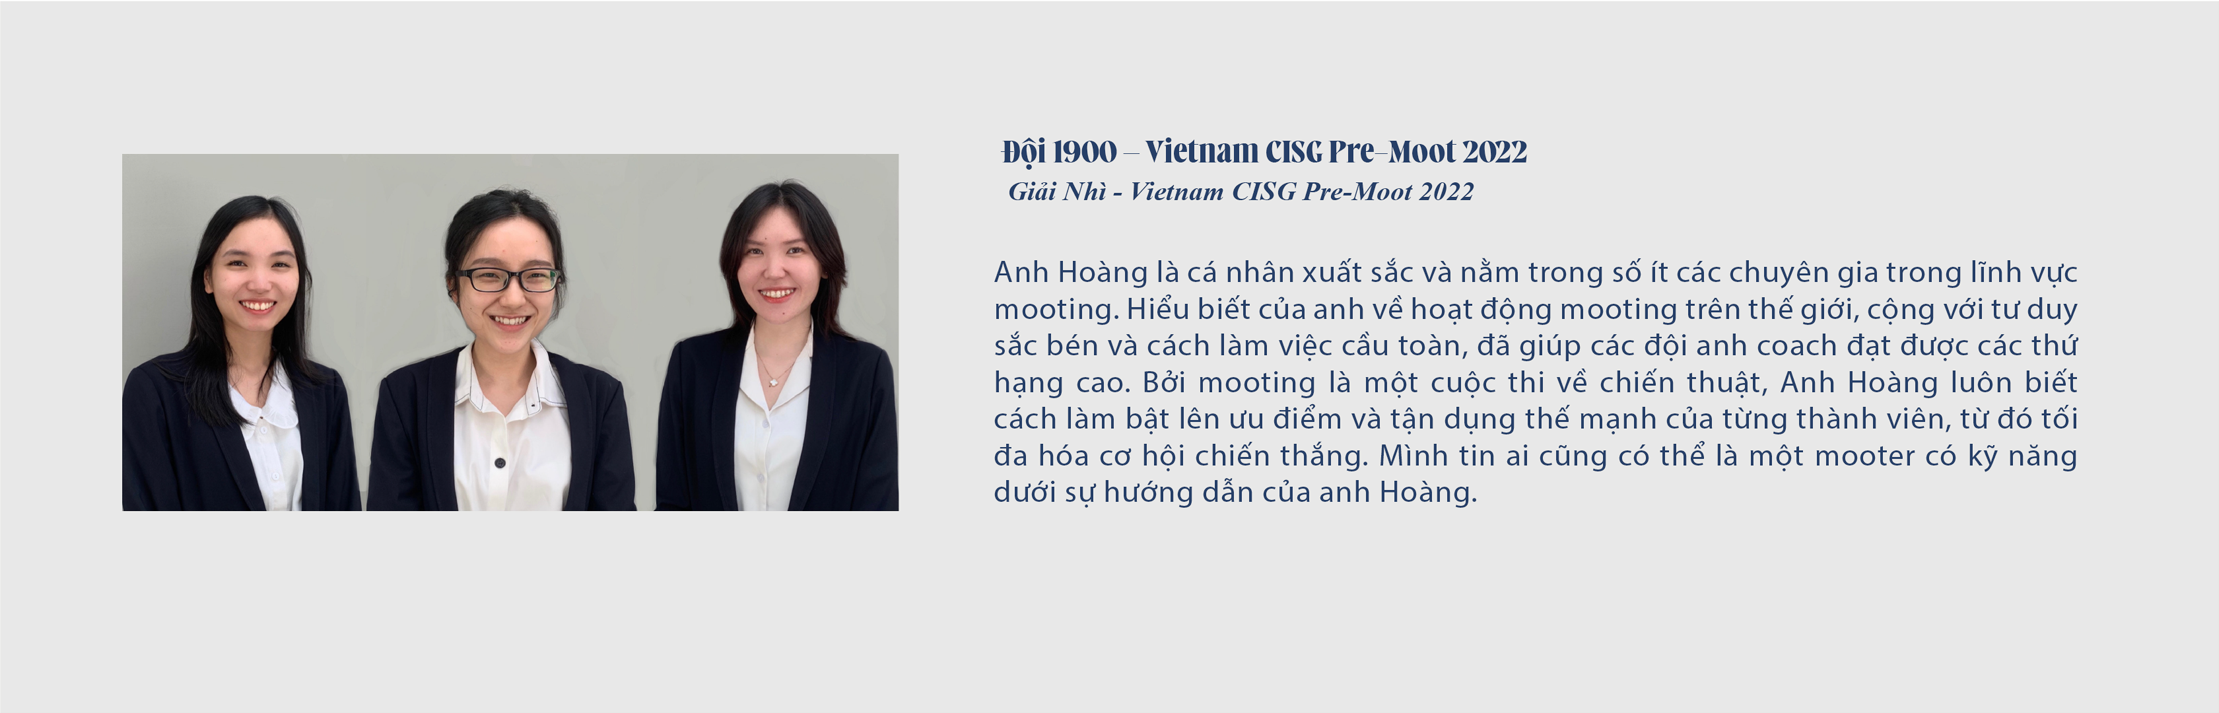 Đội 1900 – Vietnam CISG Pre-Moot 2022
Giải Nhì - Vietnam CISG Pre-Moot 2022
Anh Hoàng là cá nhân xuất sắc và nằm trong số ít các chuyên gia trong lĩnh vực
mooting. Hiểu biết của anh về hoạt động mooting trên thế giới, cộng với tư duy
sắc bén và cách làm việc cầu toàn, đã giúp các đội anh coach đạt được các thứ
hạng cao. Bởi mooting là một cuộc thi về chiến thuật, Anh Hoàng luôn biết
cách làm bật lên ưu điểm và tận dụng thế mạnh của từng thành viên, từ đó tối
đa hóa cơ hội chiến thắng. Mình tin ai cũng có thể là một mooter có kỹ năng
dưới sự hướng dẫn của anh Hoàng.